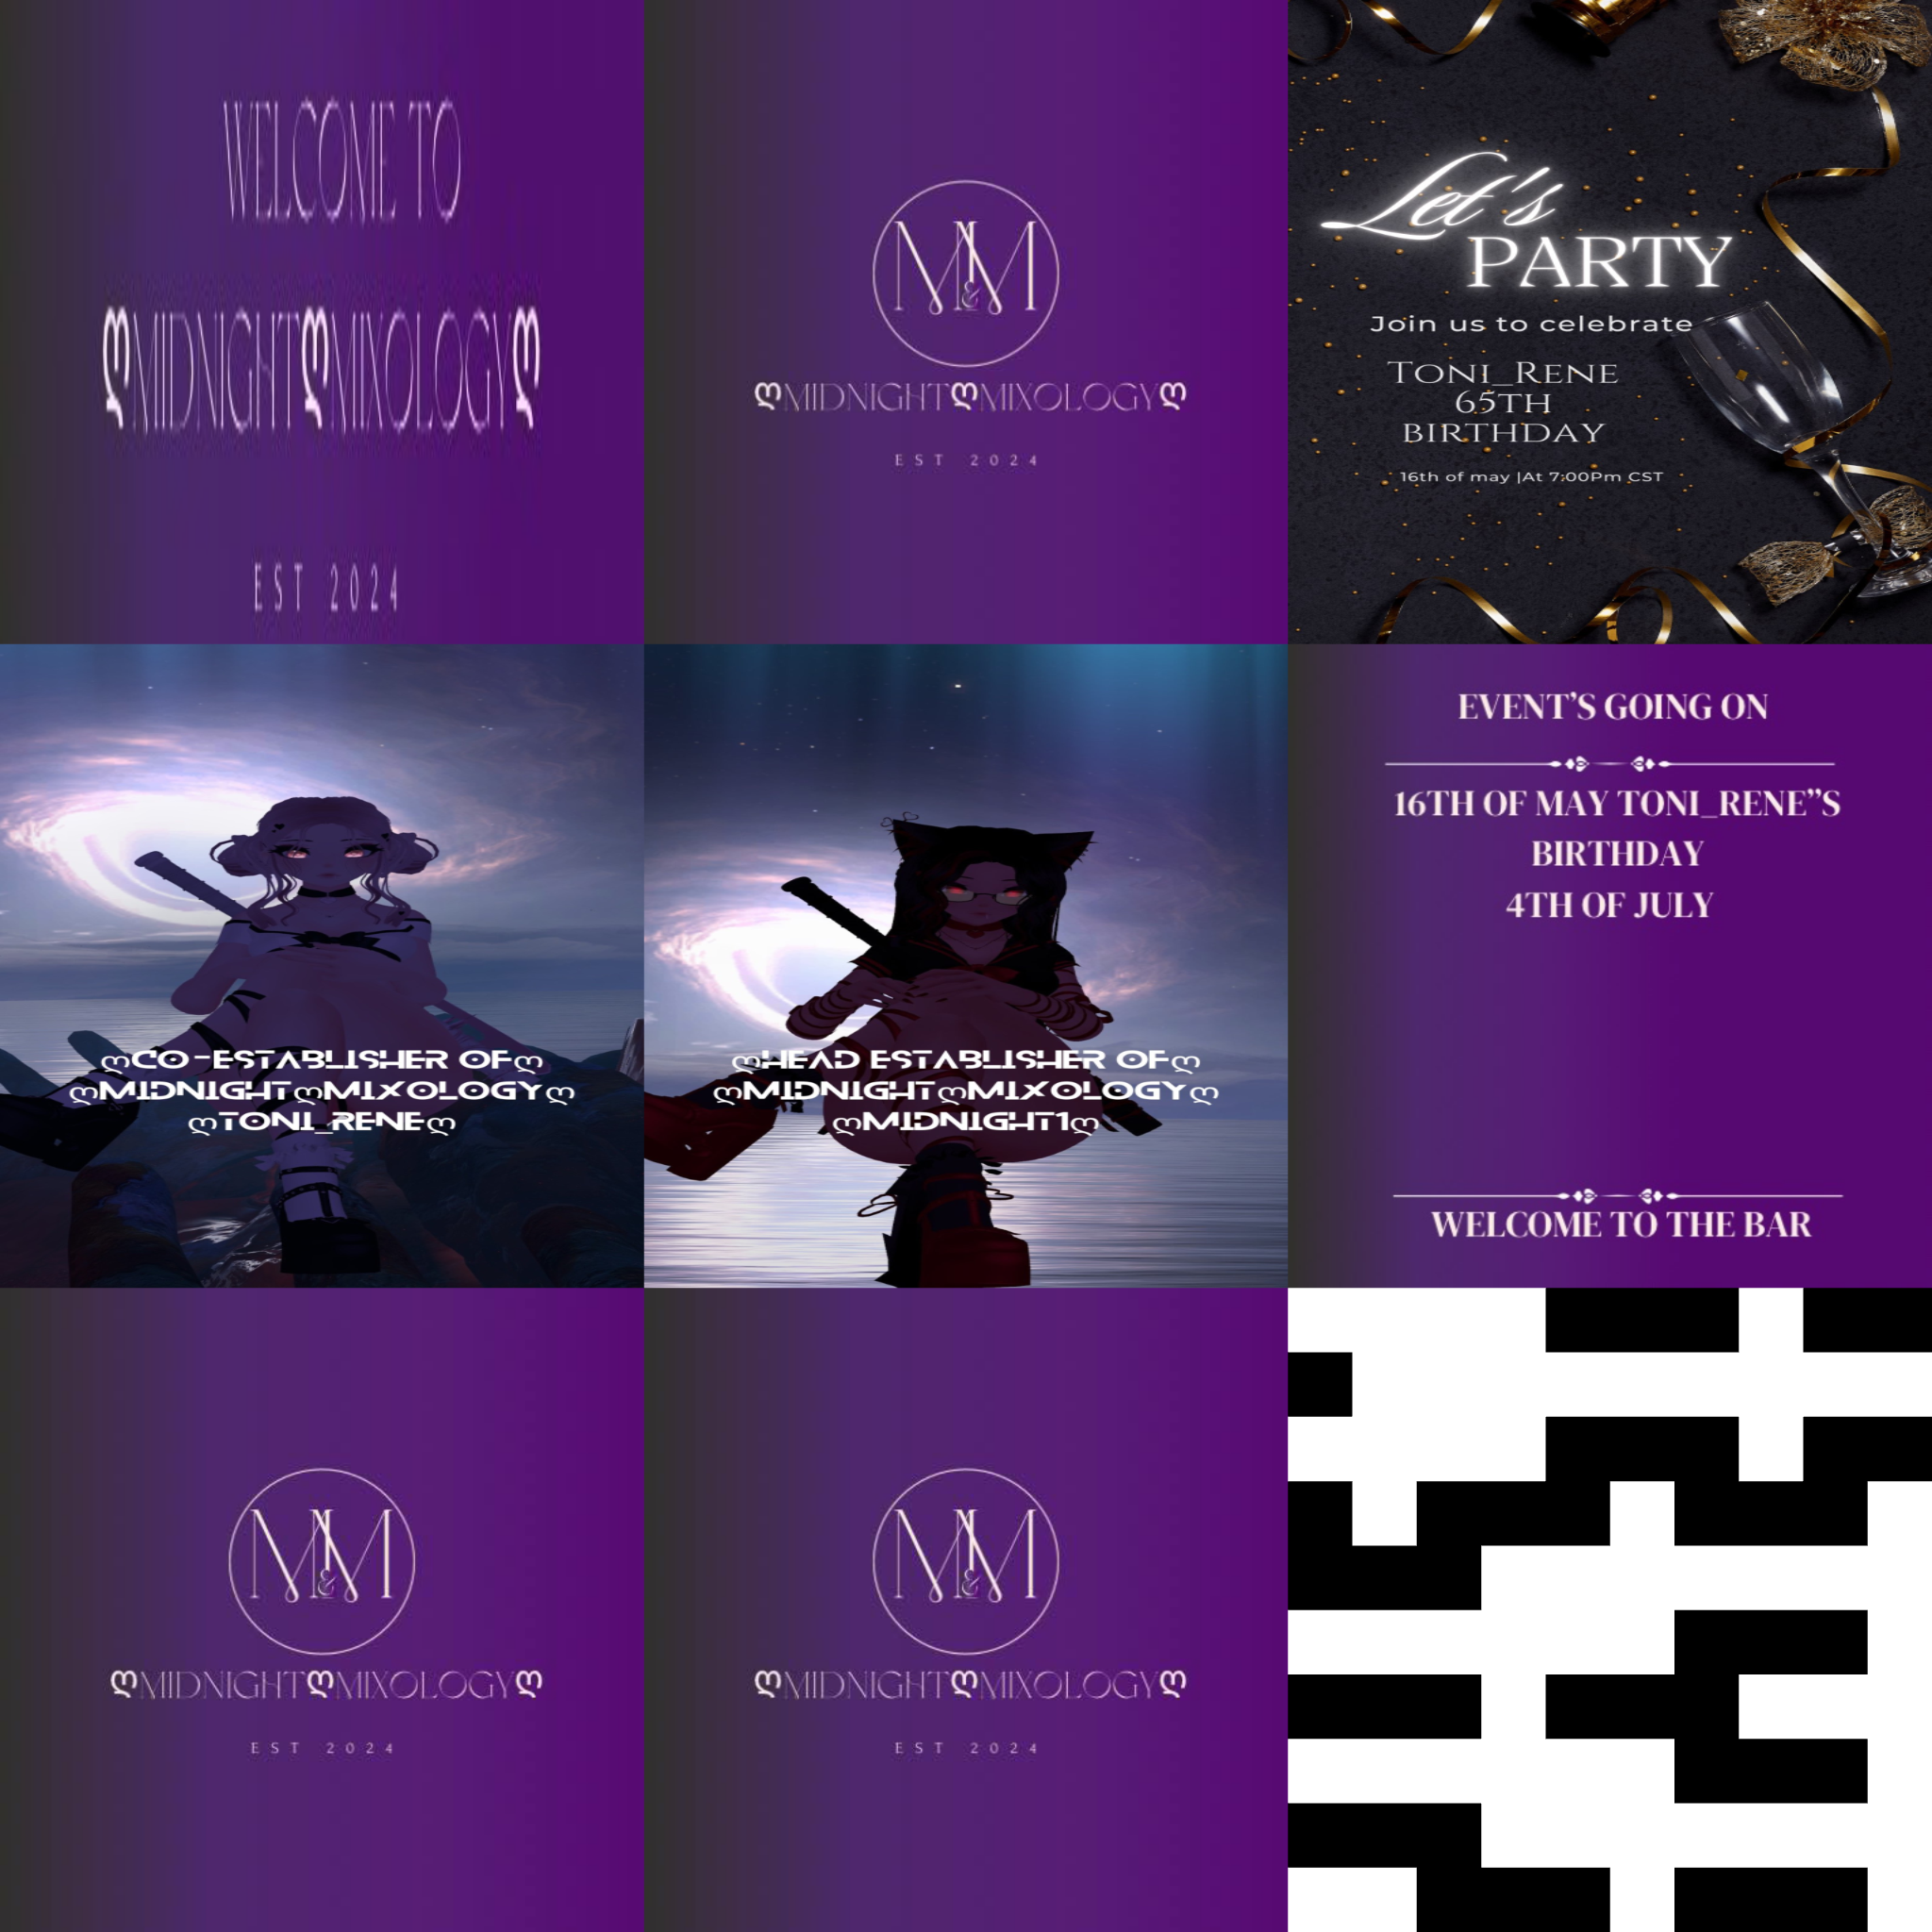 WELCOME TO
ღMIDNIGHTღMIXOLOGYღ
EST 2024
M&M
ღMIDNIGHTღMIXOLOGYღ
EST 2024
Let's
PARTY
Join us to celebrate
TONI_RENE
65TH
BIRTHDAY
16th of may |At 7:00Pm CST
ღCO-ESTABLISHER OFღ
ღMIDNIGHTღMIXOLOGYღ
ღTONI_RENEღ
ღHEAD ESTABLISHER OFღ
ღMIDNIGHTღMIXOLOGYღ
ღMIDNIGHT1ღ
EVENT’S GOING ON
16TH OF MAY TONI_RENE”S
BIRTHDAY
4TH OF JULY
WELCOME TO THE BAR
M&M
ღMIDNIGHTღMIXOLOGYღ
EST 2024
M&M
ღMIDNIGHTღMIXOLOGYღ
EST 2024